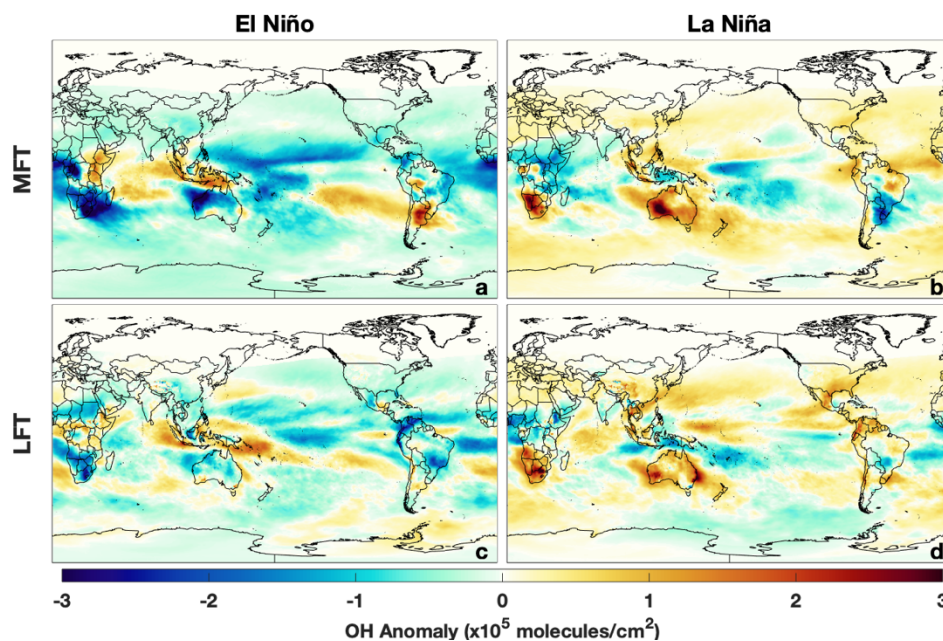 El Niño La Niña
MFT
a b
LFT
c d
-3 -2 -1 0 1 2 3
OH Anomaly (x10⁵ molecules/cm²)